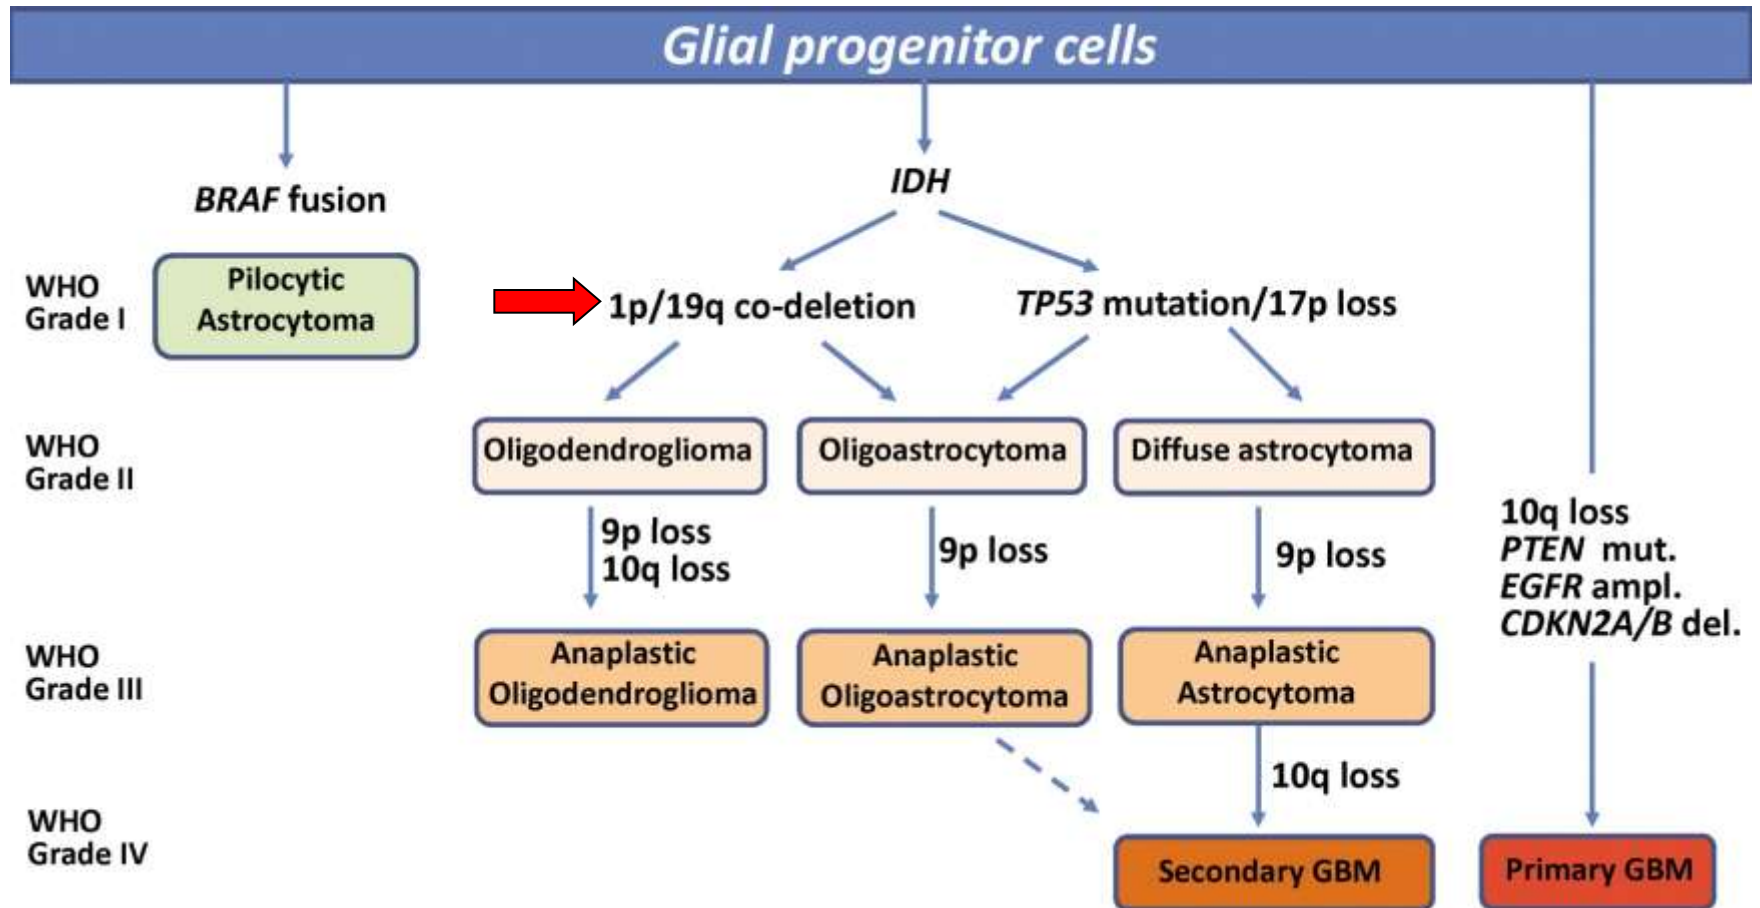 Glial progenitor cells
BRAF fusion
IDH
WHO
Grade I
Pilocytic
Astrocytoma
1p/19q co-deletion
TP53 mutation/17p loss
WHO
Grade II
Oligodendroglioma
Oligoastrocytoma
Diffuse astrocytoma
9p loss
10q loss
9p loss
9p loss
10q loss
PTEN mut.
EGFR ampl.
CDKN2A/B del.
WHO
Grade III
Anaplastic
Oligodendroglioma
Anaplastic
Oligoastrocytoma
Anaplastic
Astrocytoma
10q loss
WHO
Grade IV
Secondary GBM
Primary GBM